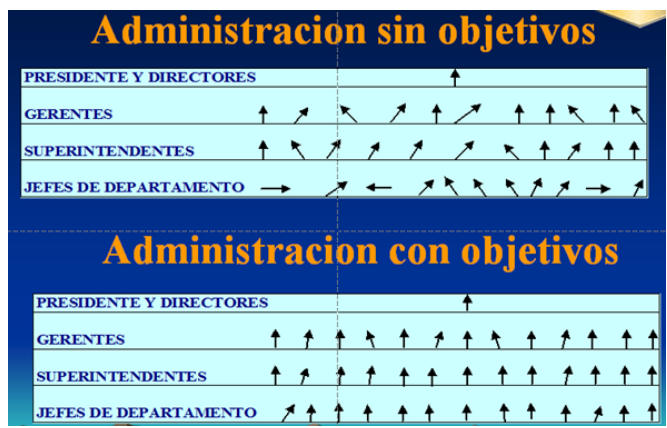 Administracion sin objetivos
PRESIDENTE Y DIRECTORES
GERENTES
SUPERINTENDENTES
JEFES DE DEPARTAMENTO
Administracion con objetivos
PRESIDENTE Y DIRECTORES
GERENTES
SUPERINTENDENTES
JEFES DE DEPARTAMENTO